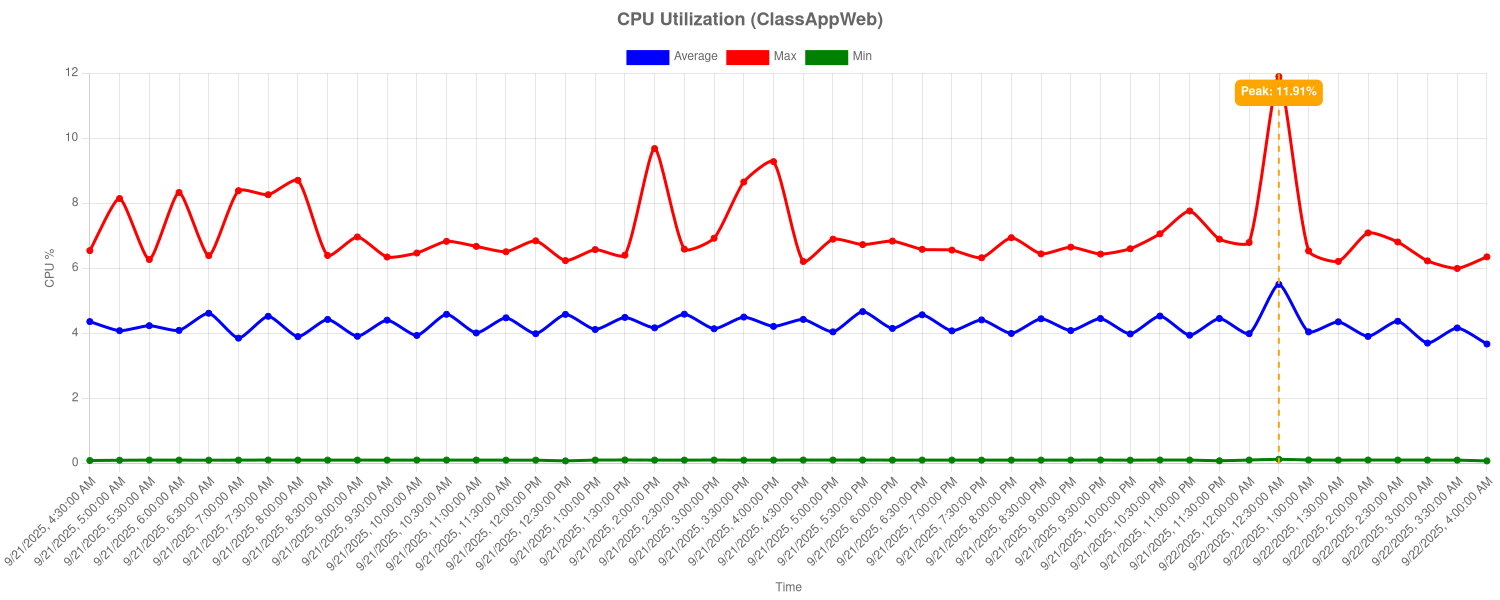 CPU Utilization (ClassAppWeb)
Average Max Min
12
Peak: 11.91%
10
8
6
4
2
0
CPU %
9/21/2025, 4:30:00 AM
9/21/2025, 5:00:00 AM
9/21/2025, 5:30:00 AM
9/21/2025, 6:00:00 AM
9/21/2025, 6:30:00 AM
9/21/2025, 7:00:00 AM
9/21/2025, 7:30:00 AM
9/21/2025, 8:00:00 AM
9/21/2025, 8:30:00 AM
9/21/2025, 9:00:00 AM
9/21/2025, 9:30:00 AM
9/21/2025, 10:00:00 AM
9/21/2025, 10:30:00 AM
9/21/2025, 11:00:00 AM
9/21/2025, 11:30:00 AM
9/21/2025, 12:00:00 PM
9/21/2025, 12:30:00 PM
9/21/2025, 1:00:00 PM
9/21/2025, 1:30:00 PM
9/21/2025, 2:00:00 PM
9/21/2025, 2:30:00 PM
9/21/2025, 3:00:00 PM
9/21/2025, 3:30:00 PM
9/21/2025, 4:00:00 PM
9/21/2025, 4:30:00 PM
9/21/2025, 5:00:00 PM
9/21/2025, 5:30:00 PM
9/21/2025, 6:00:00 PM
9/21/2025, 6:30:00 PM
9/21/2025, 7:00:00 PM
9/21/2025, 7:30:00 PM
9/21/2025, 8:00:00 PM
9/21/2025, 8:30:00 PM
9/21/2025, 9:00:00 PM
9/21/2025, 9:30:00 PM
9/21/2025, 10:00:00 PM
9/21/2025, 10:30:00 PM
9/21/2025, 11:00:00 PM
9/21/2025, 11:30:00 PM
9/22/2025, 12:00:00 AM
9/22/2025, 12:30:00 AM
9/22/2025, 1:00:00 AM
9/22/2025, 1:30:00 AM
9/22/2025, 2:00:00 AM
9/22/2025, 2:30:00 AM
9/22/2025, 3:00:00 AM
9/22/2025, 3:30:00 AM
9/22/2025, 4:00:00 AM
Time